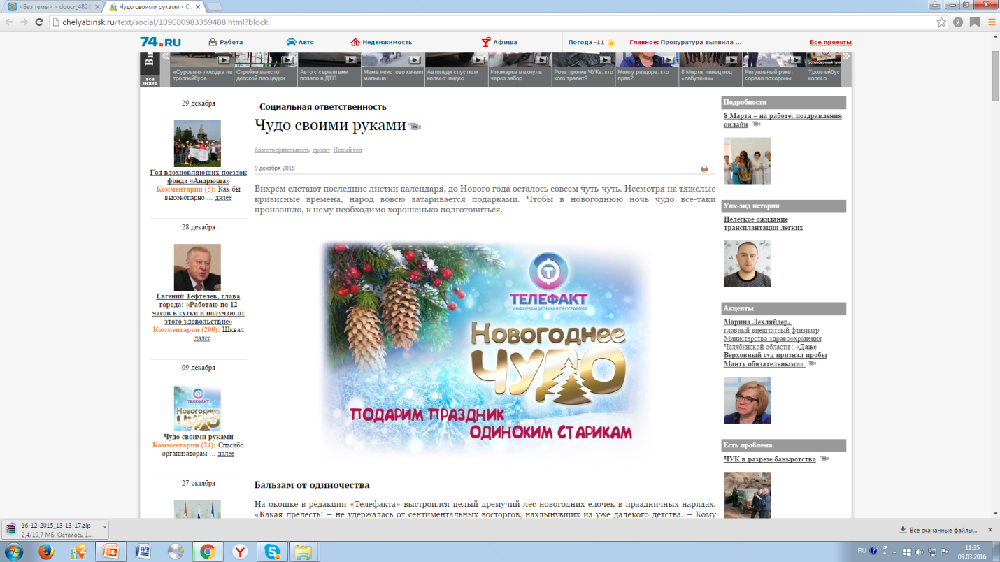 <Без темы> - doucr_482(
Чудо своими руками - Со
chelyabinsk.ru/text/social/109080983359488.html?block
74.RU
Работа
Авто
Недвижимость
Афиша
Погода -11
Главное: Прокуратура выявила ...
Все проекты
все
видео
«Суровая» поездка на
троллейбусе
Стройка вместо
детской площадки
Авто с сарматами
попало в ДТП
Мама неистово качает
малыша
Автоледи спустили
колесо: видео
Иномарка махнула
через забор
Роза против ЧУКа: кто
кого травит?
Манту раздора: кто
прав?
8 Марта: танец под
«лабутены»
Ритуальный рэкет
сорвал похороны
Троллейбус
колесо
29 декабря
Год вдохновляющих поездок
фонда «Андрюша»
Комментарии (5): Как бы
высокопарно ... далее
28 декабря
Евгений Тефтелев, глава
города: «Работаю по 12
часов в сутки и получаю от
этого удовольствие»
Комментарии (200): Шквал
... далее
09 декабря
ТЕЛЕФАКТ
Новогоднее
ЧУДО
Чудо своими руками
Комментарии (24): Спасибо
организаторам ... далее
27 октября
Социальная ответственность
Чудо своими руками
благотворительность, проект, Новый год
9 декабря 2015
Вихрем слетают последние листки календаря, до Нового года осталось совсем чуть-чуть. Несмотря на тяжелые
кризисные времена, народ вовсю затаривается подарками. Чтобы в новогоднюю ночь чудо все-таки
произошло, к нему необходимо хорошенько подготовиться.
Т
ТЕЛЕФАКТ
ИНФОРМАЦИОННАЯ ПРОГРАММА
Новогоднее
ЧУДО
ПОДАРИМ ПРАЗДНИК
ОДИНОКИМ СТАРИКАМ
Бальзам от одиночества
На окошке в редакции «Телефакта» выстроился целый дремучий лес новогодних елочек в праздничных нарядах.
«Какая прелесть! – не удержалась от сентиментальных восторгов, нахлынувших из уже далекого детства. – Кому
Подробности
8 Марта – на работе: поздравления
онлайн
Уик-энд история
Нелегкое ожидание
трансплантации легких
Акценты
Марина Лехляйдер,
главный внештатный фтизиатр
Министерства здравоохранения
Челябинской области : «Даже
Верховный суд признал пробы
Манту обязательными»
Есть проблема
ЧУК в разрезе банкротства
16-12-2015_13-13-17.zip
2,4/19,7 МБ, Осталась 1...
Все скачанные файлы...
RU
11:35
09.03.2016